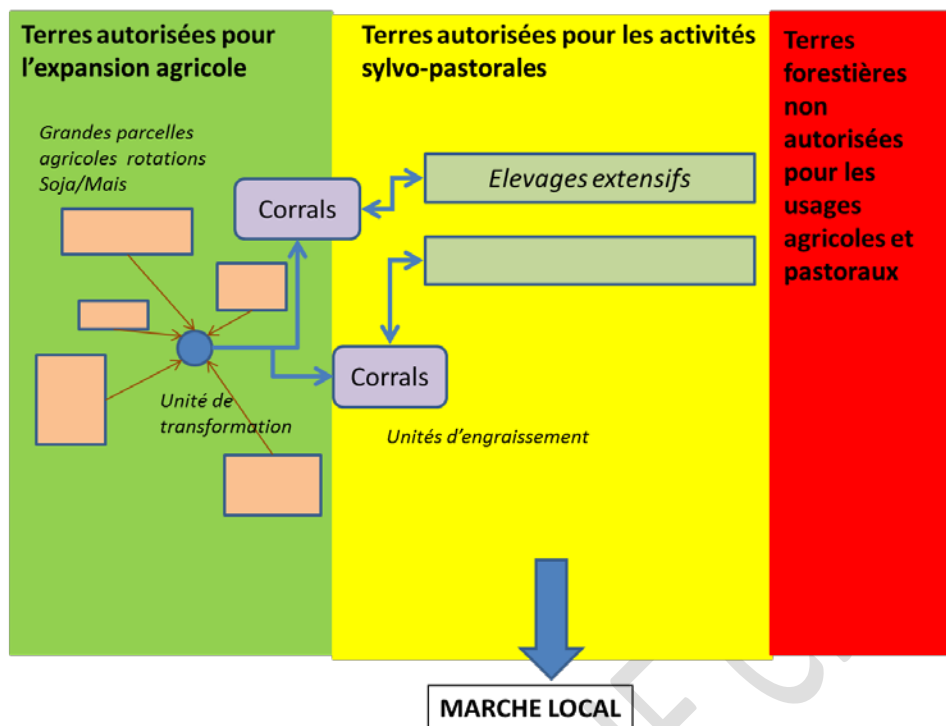 Terres autorisées pour
l'expansion agricole
Terres autorisées pour les activités
sylvo-pastorales
Terres
forestières
non
autorisées
pour les
usages
agricoles et
pastoraux
Grandes parcelles
agricoles rotations
Soja/Mais
Corrals
Elevages extensifs
Corrals
Unité de
transformation
Unités d'engraissement
MARCHE LOCAL